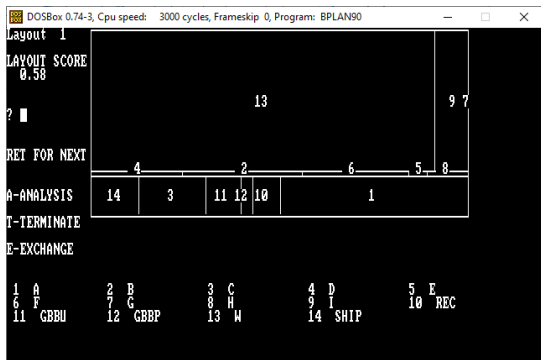 DOSBox 0.74-3, Cpu speed: 3000 cycles, Frameskip 0, Program: BPLAN90
Layout 1
LAYOUT SCORE
0.58
13 9 7
?
RET FOR NEXT
4 2 6 5 8
A-ANALYSIS 14 3 11 12 10 1
T-TERMINATE
E-EXCHANGE
1 A 2 B 3 C 4 D 5 E
6 F 7 G 8 H 9 I 10 REC
11 GBBU 12 GBBP 13 W 14 SHIP